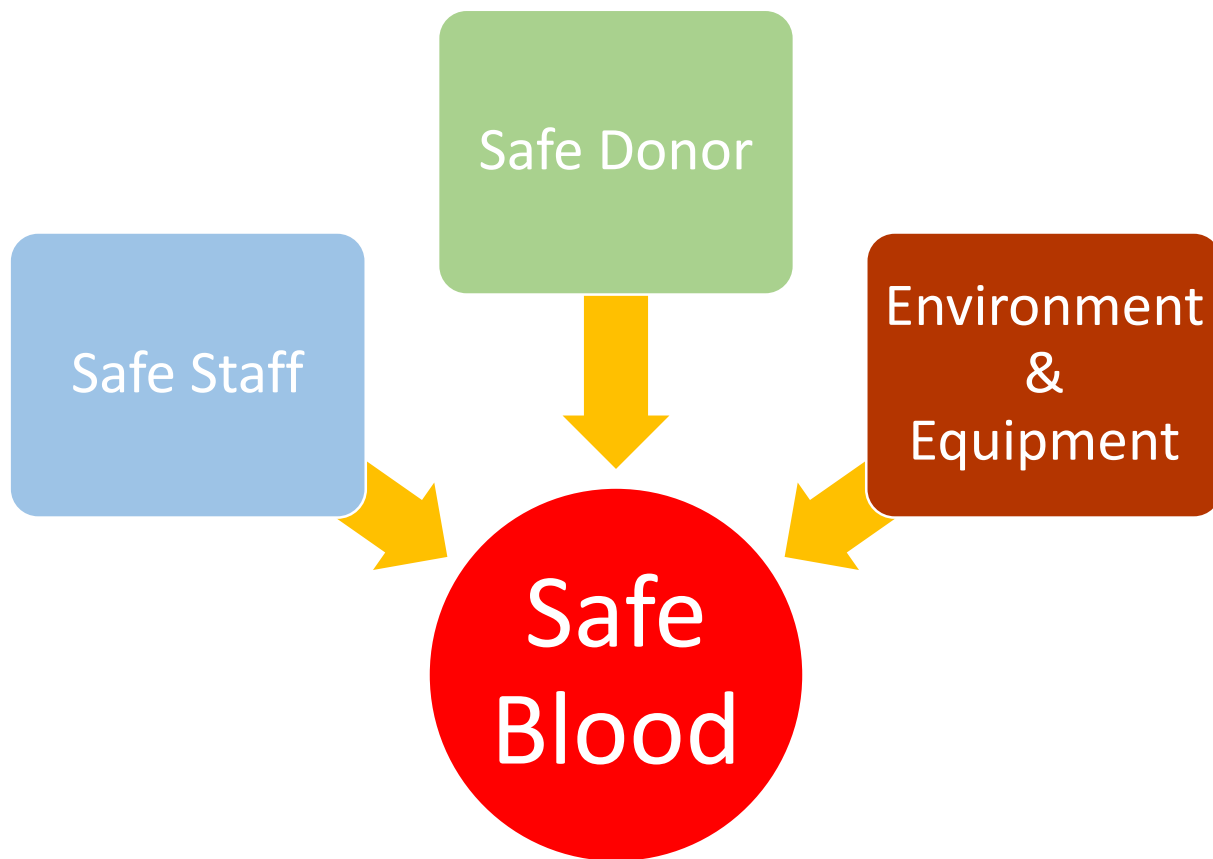 Safe Donor
Safe Staff
Environment
&
Equipment
Safe
Blood